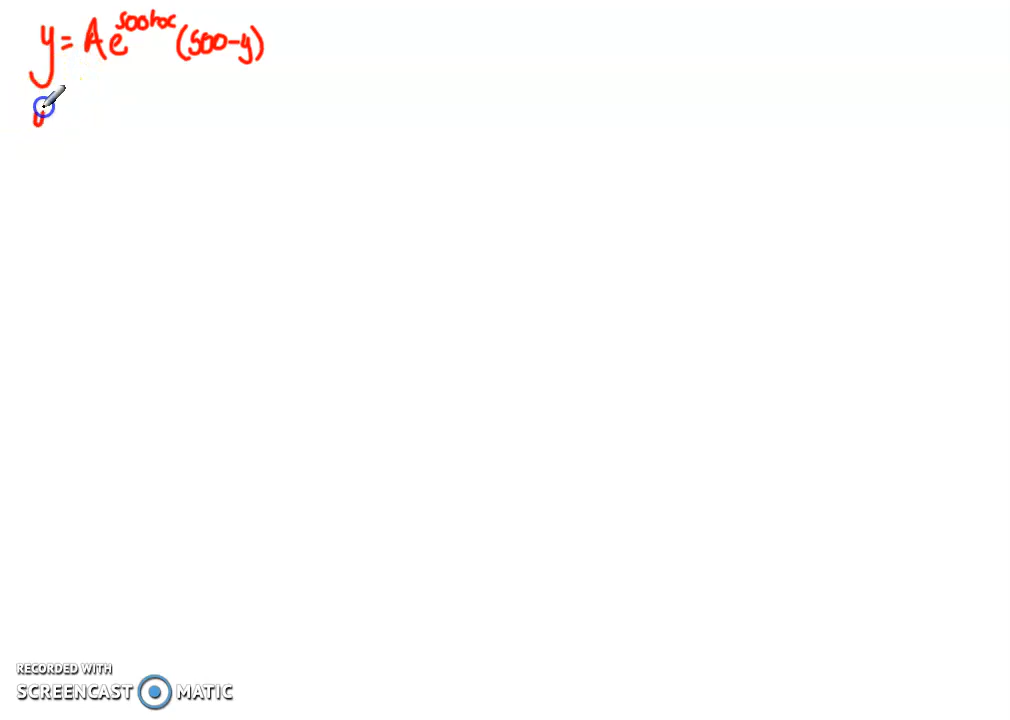 y = Ae^500kx (500-y)
RECORDED WITH
SCREENCAST MATIC